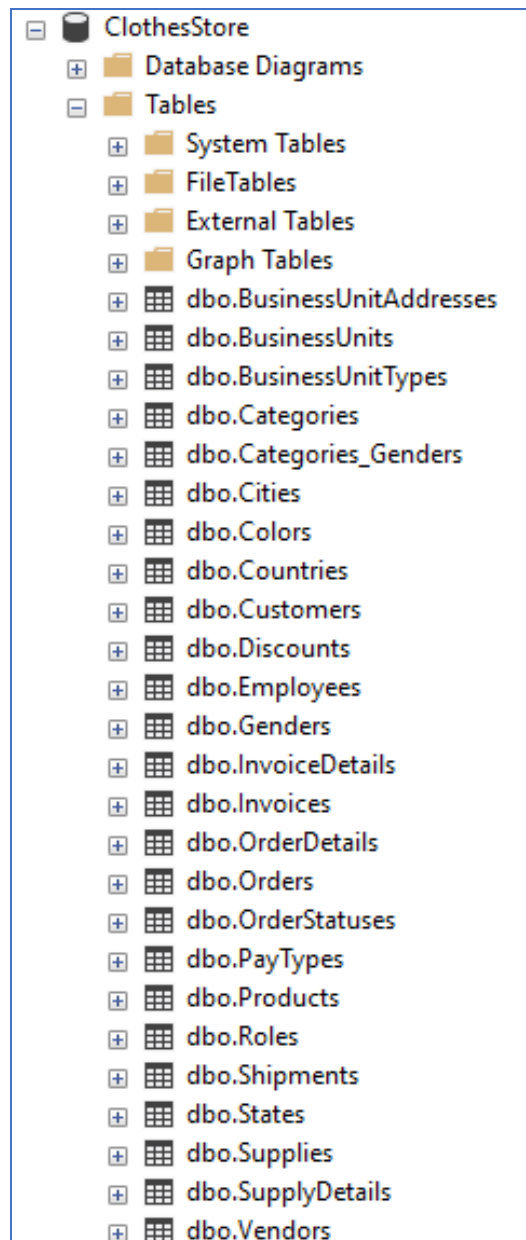 ClothesStore
Database Diagrams
Tables
System Tables
FileTables
External Tables
Graph Tables
dbo.BusinessUnitAddresses
dbo.BusinessUnits
dbo.BusinessUnitTypes
dbo.Categories
dbo.Categories_Genders
dbo.Cities
dbo.Colors
dbo.Countries
dbo.Customers
dbo.Discounts
dbo.Employees
dbo.Genders
dbo.InvoiceDetails
dbo.Invoices
dbo.OrderDetails
dbo.Orders
dbo.OrderStatuses
dbo.PayTypes
dbo.Products
dbo.Roles
dbo.Shipments
dbo.States
dbo.Supplies
dbo.SupplyDetails
dbo.Vendors